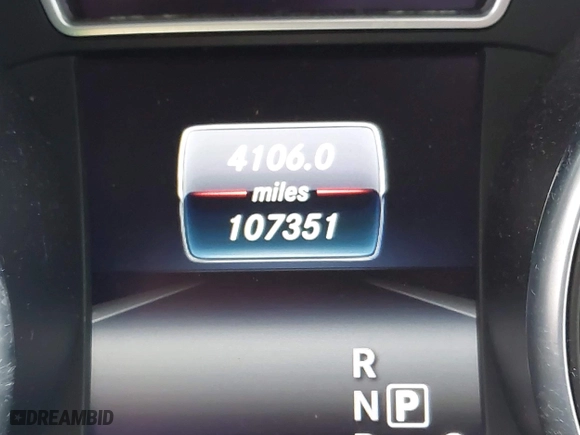 4106.0
miles
107351
R
N P
DREAMBID